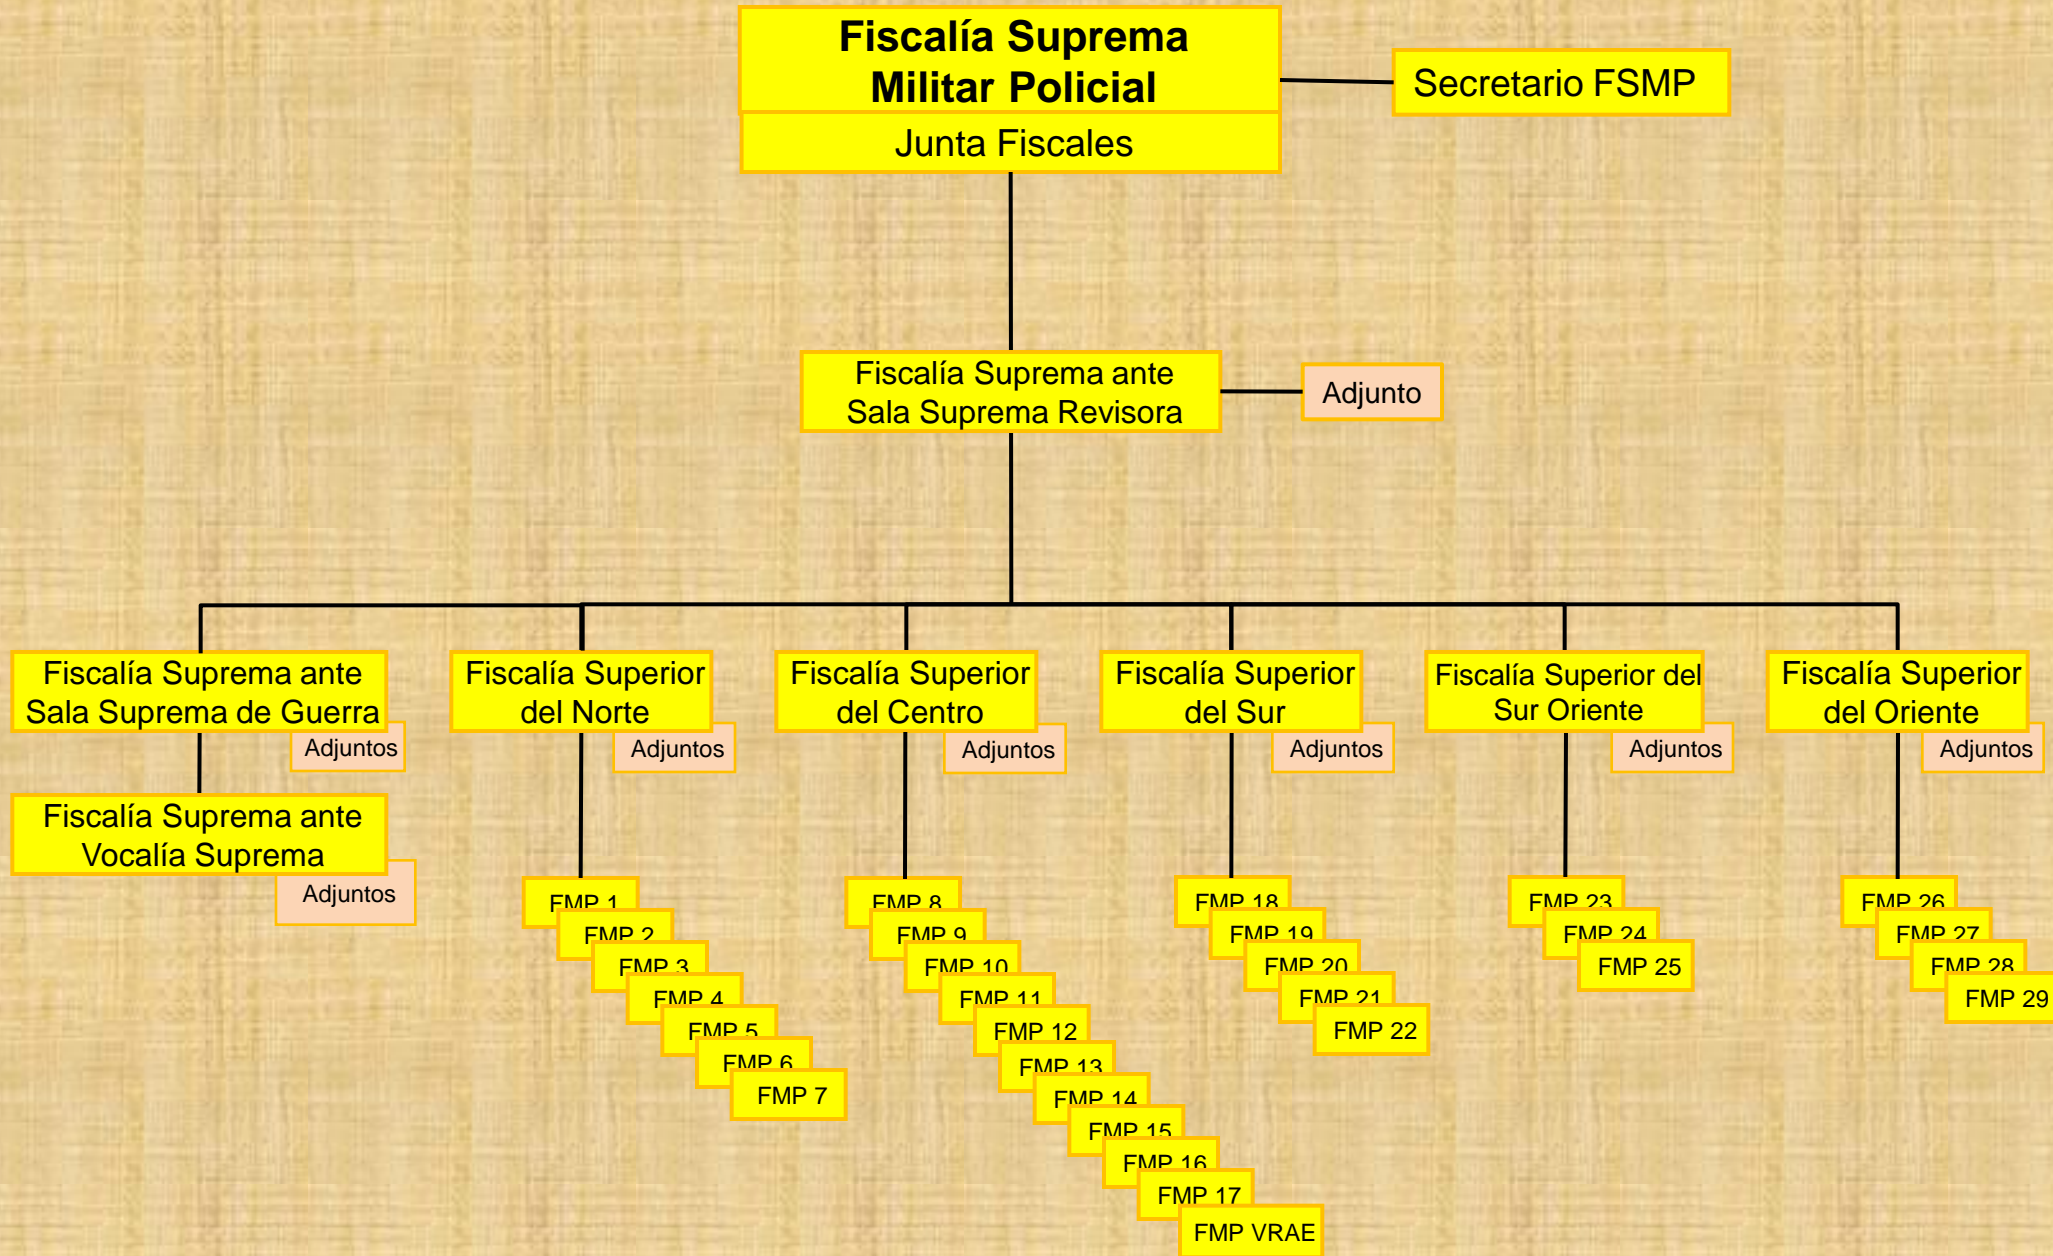 Fiscalía Suprema
Militar Policial
Secretario FSMP
Junta Fiscales
Fiscalía Suprema ante
Sala Suprema Revisora
Adjunto
Fiscalía Suprema ante
Sala Suprema de Guerra
Adjuntos
Fiscalía Suprema ante
Vocalía Suprema
Adjuntos
Fiscalía Superior
del Norte
Adjuntos
FMP 1
FMP 2
FMP 3
FMP 4
FMP 5
FMP 6
FMP 7
Fiscalía Superior
del Centro
Adjuntos
FMP 8
FMP 9
FMP 10
FMP 11
FMP 12
FMP 13
FMP 14
FMP 15
FMP 16
FMP 17
FMP VRAE
Fiscalía Superior
del Sur
Adjuntos
FMP 18
FMP 19
FMP 20
FMP 21
FMP 22
Fiscalía Superior del
Sur Oriente
Adjuntos
FMP 23
FMP 24
FMP 25
Fiscalía Superior
del Oriente
Adjuntos
FMP 26
FMP 27
FMP 28
FMP 29